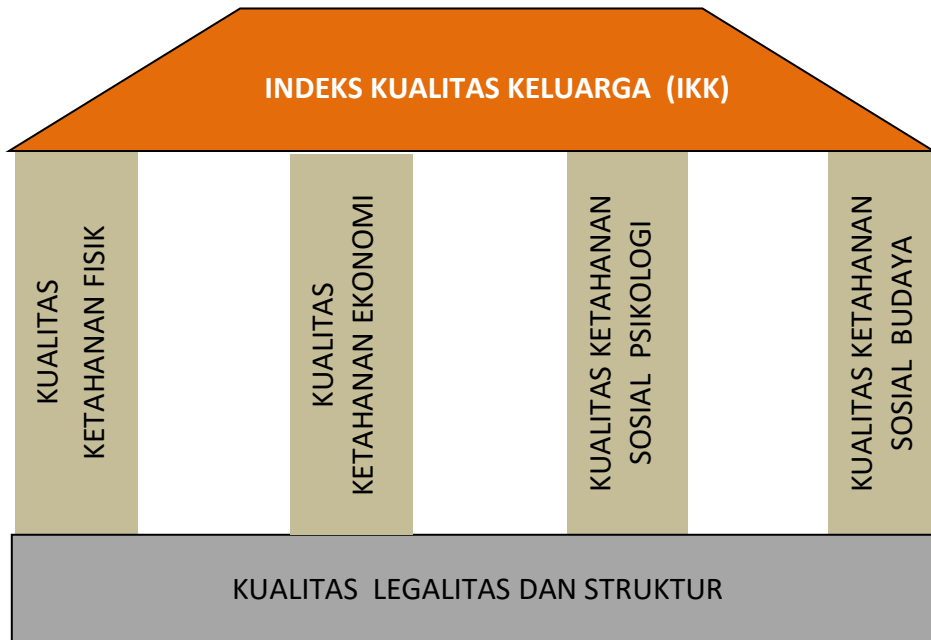 INDEKS KUALITAS KELUARGA (IKK)
KUALITAS
KETAHANAN FISIK
KUALITAS
KETAHANAN EKONOMI
KUALITAS KETAHANAN
SOSIAL PSIKOLOGI
KUALITAS KETAHANAN
SOSIAL BUDAYA
KUALITAS LEGALITAS DAN STRUKTUR